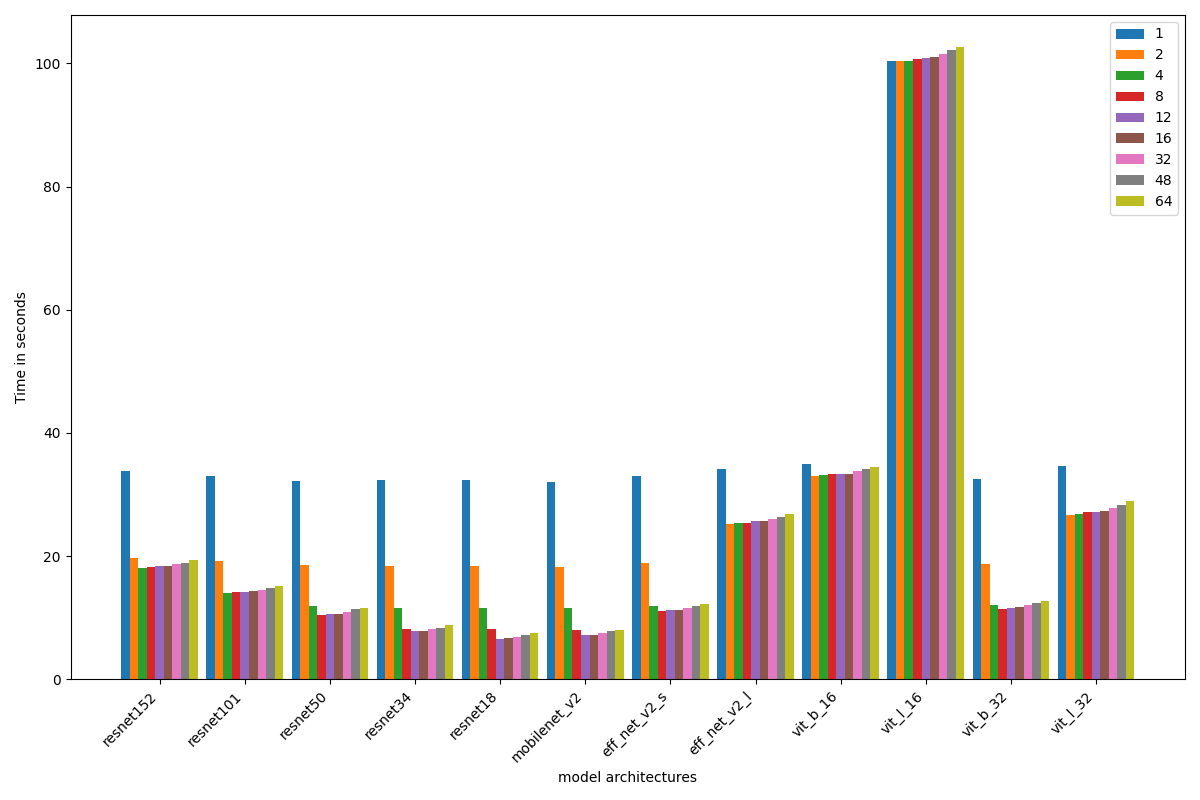 100
80
60
40
20
0
Time in seconds
1
2
4
8
12
16
32
48
64
resnet152
resnet101
resnet50
resnet34
resnet18
mobilenet_v2
eff_net_v2_s
eff_net_v2_l
vit_b_16
vit_l_16
vit_b_32
vit_l_32
model architectures